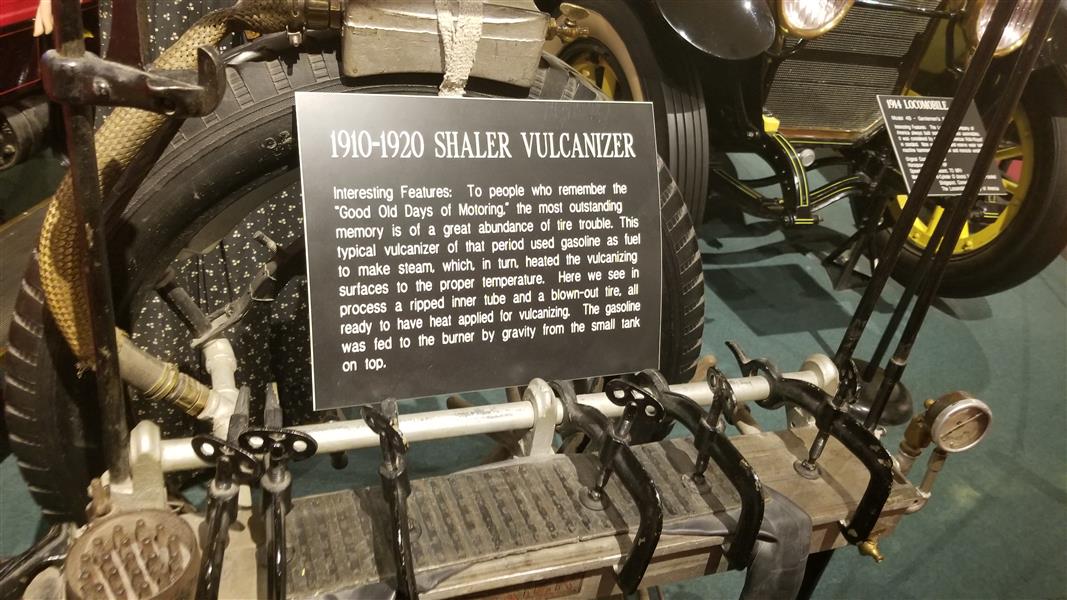 1910-1920 SHALER VULCANIZER
Interesting Features: To people who remember the
"Good Old Days of Motoring," the most outstanding
memory is of a great abundance of tire trouble. This
typical vulcanizer of that period used gasoline as fuel
to make steam, which, in turn, heated the vulcanizing
surfaces to the proper temperature. Here we see in
process a ripped inner tube and a blown-out tire, all
ready to have heat applied for vulcanizing. The gasoline
was fed to the burner by gravity from the small tank
on top.
1914 LOCOMOBILE
Interesting Features: The